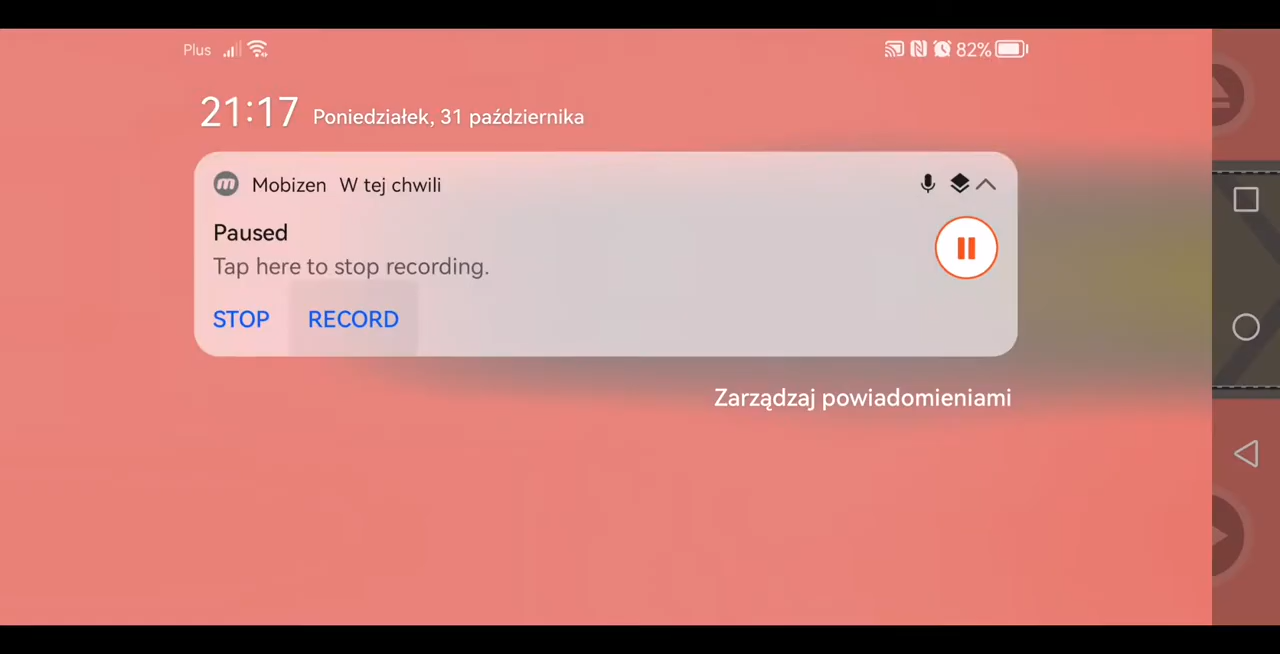 Plus 82%
21:17 Poniedziałek, 31 października
Mobizen W tej chwili
Paused
Tap here to stop recording.
STOP RECORD
Zarządzaj powiadomieniami